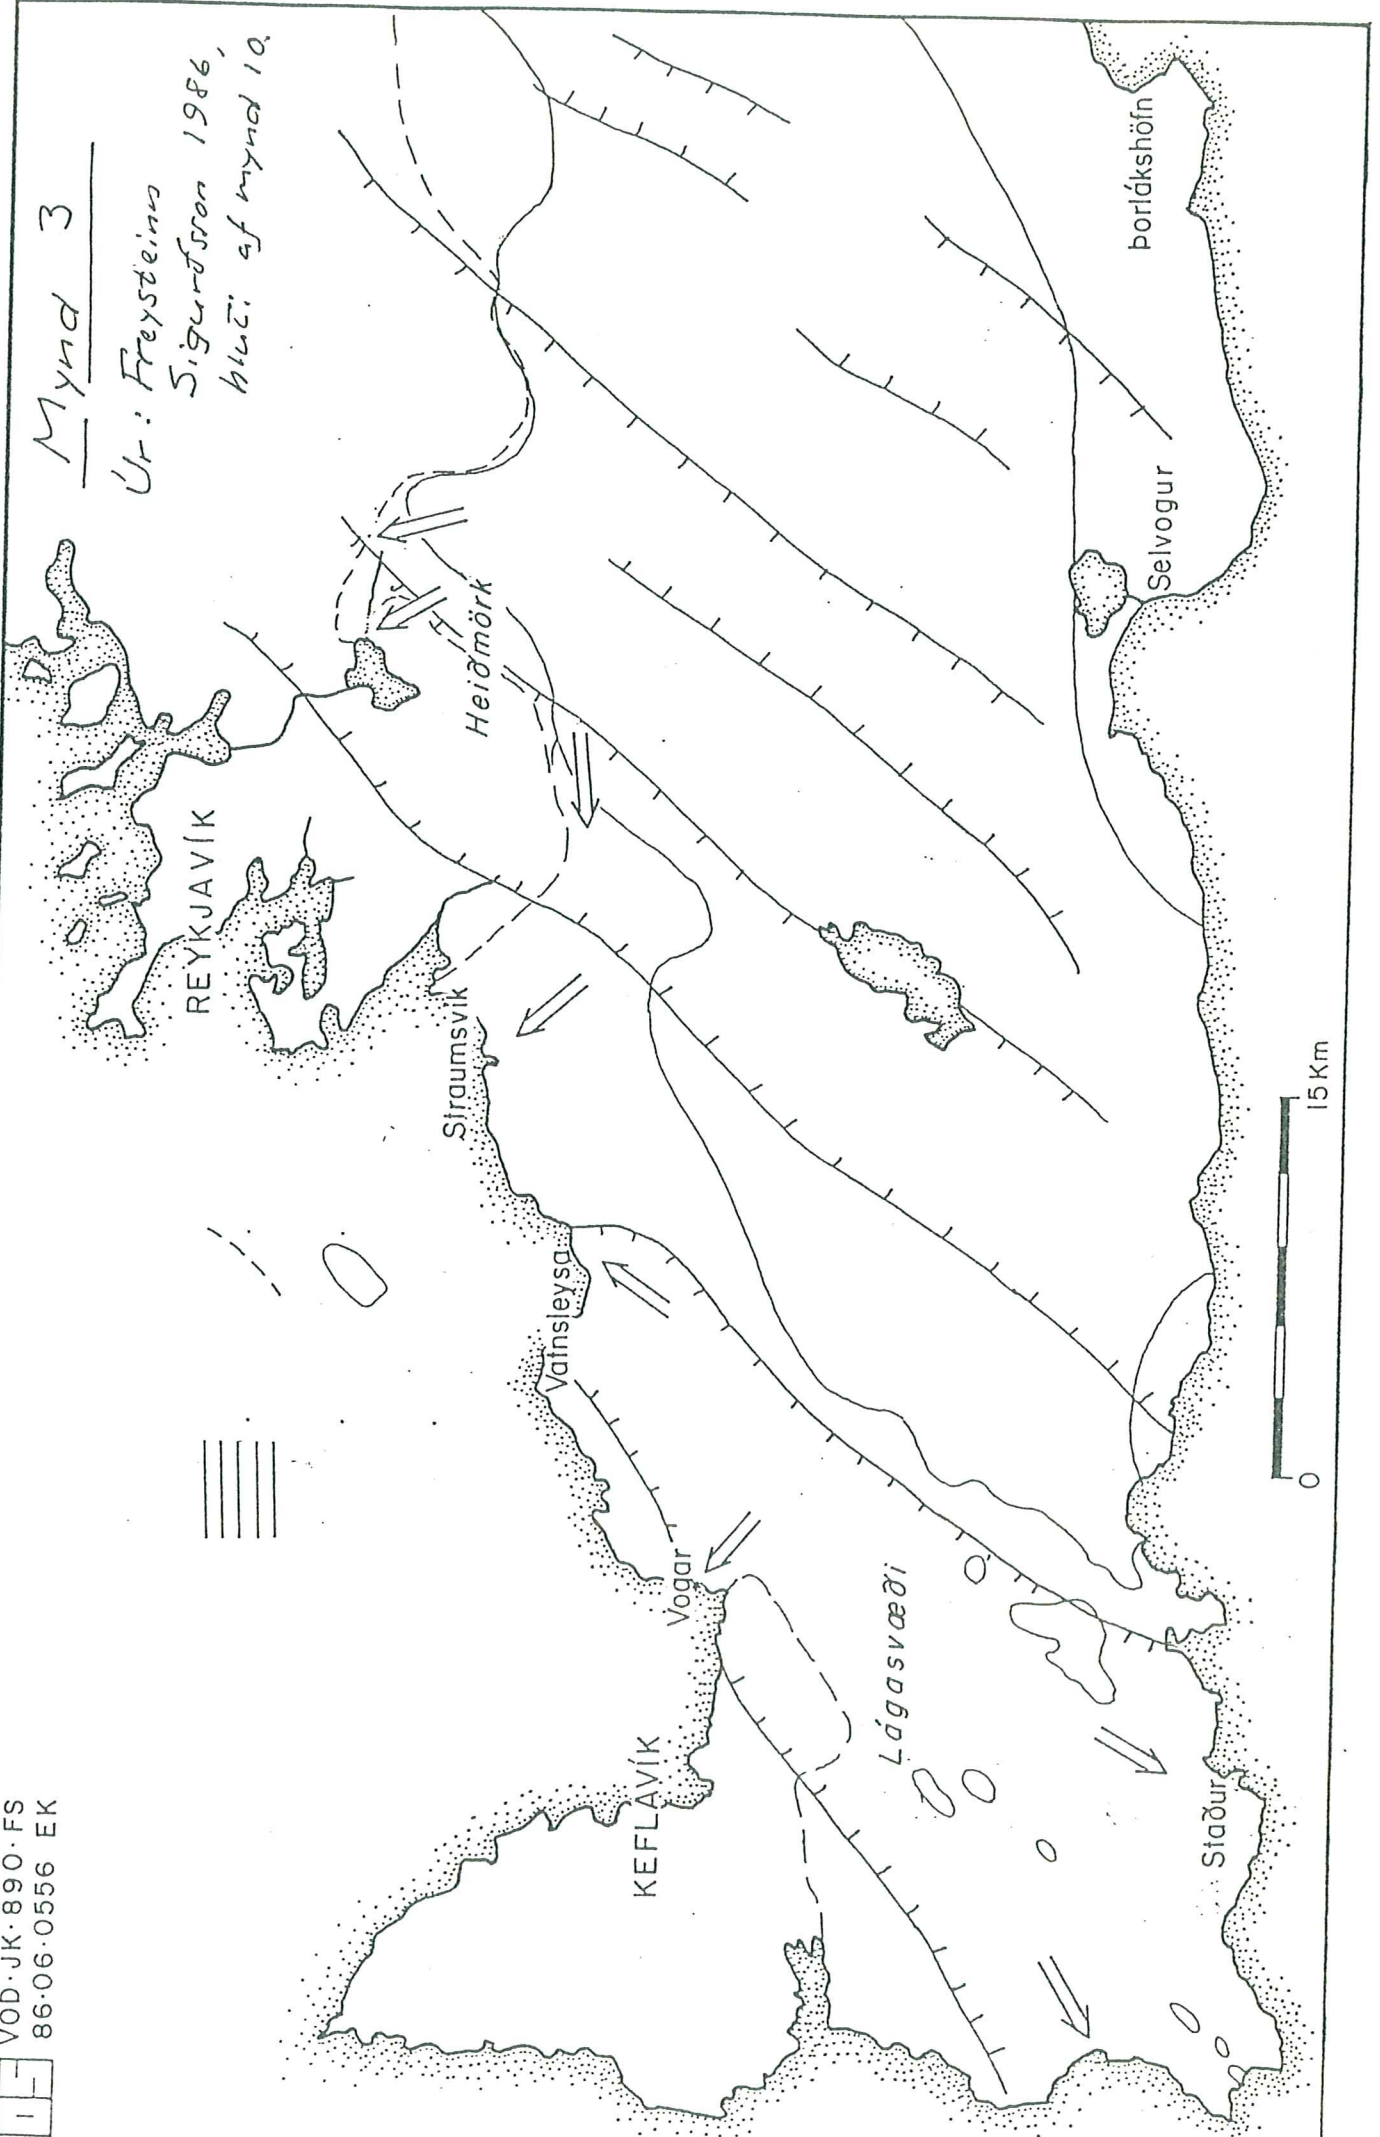 VOD·JK·890·FS
86·06·0556 EK
Mynd 3
Úr: Freysteinn
Sigurðsson 1986,
hluti af mynd 10.
REYKJAVÍK
Heiðmörk
Straumsvík
Vatnsleysa
Vogar
KEFLAVÍK
Lágasvæði
Staður
Selvogur
Þorlákshöfn
0
15 Km